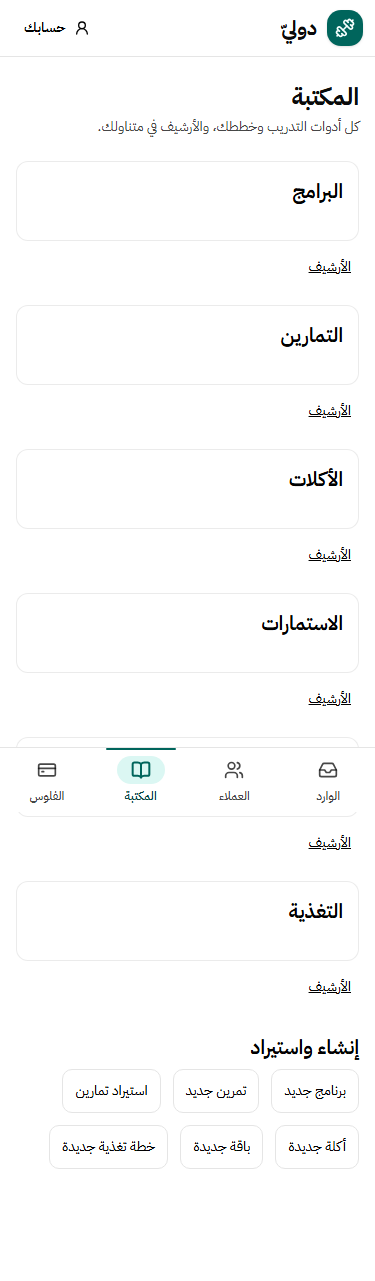 دوليّ
حسابك
المكتبة
كل أدوات التدريب وخططك، والأرشيف في متناولك.
البرامج
الأرشيف
التمارين
الأرشيف
الأكلات
الأرشيف
الاستمارات
الأرشيف
الوارد
العملاء
المكتبة
الفلوس
الأرشيف
التغذية
الأرشيف
إنشاء واستيراد
برنامج جديد
تمرين جديد
استيراد تمارين
أكلة جديدة
باقة جديدة
خطة تغذية جديدة